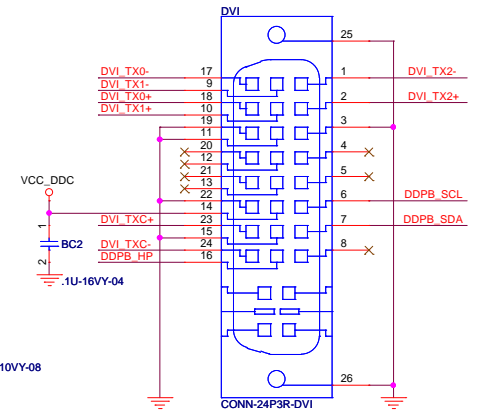 DVI
25
DVI_TX0- 17 1 DVI_TX2-
DVI_TX1- 9
DVI_TX0+ 18 2 DVI_TX2+
DVI_TX1+ 10
19 3
11
20 4
12
21 5
13
VCC_DDC
22 6 DDPB_SCL
14
DVI_TXC+ 23 7 DDPB_SDA
1
15
BC2
DVI_TXC- 24 8
DDPB_HP 16
2
.1U-16VY-04
10VY-08
26
CONN-24P3R-DVI